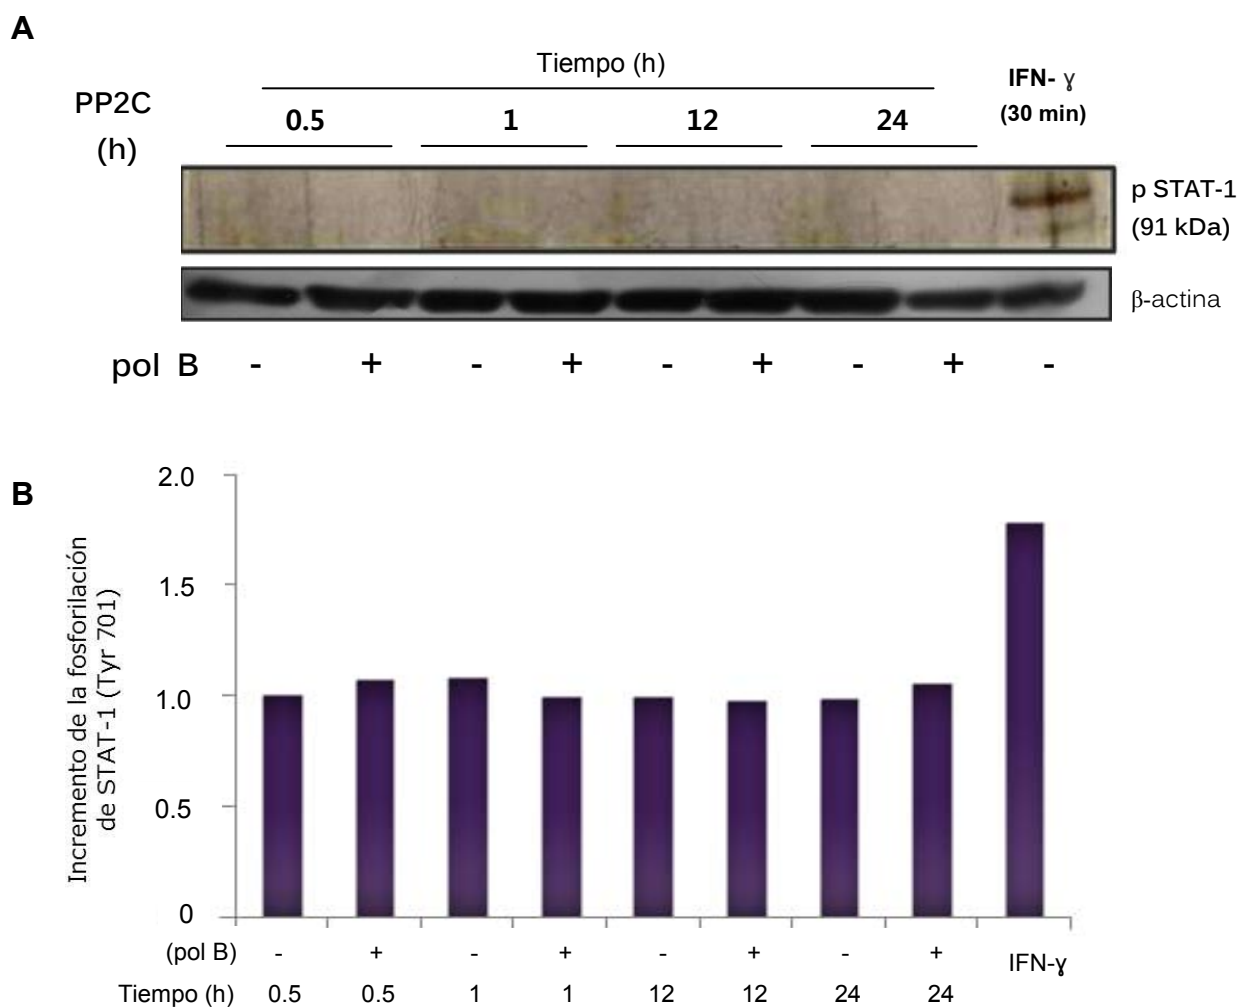 A
Tiempo (h)
IFN- ɣ
(30 min)
PP2C
(h)
0.5 1 12 24
p STAT-1
(91 kDa)
β-actina
pol B - + - + - + - + -
B
Incremento de la fosforilación
de STAT-1 (Tyr 701)
2.0
1.5
1.0
0.5
0
(pol B) - + - + - + - + IFN-ɣ
Tiempo (h) 0.5 0.5 1 1 12 12 24 24